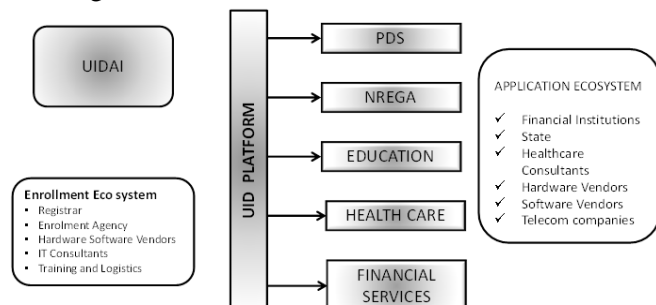 UIDAI
Enrollment Eco system
▪ Registrar
▪ Enrolment Agency
▪ Hardware Software Vendors
▪ IT Consultants
▪ Training and Logistics
UID PLATFORM
PDS
NREGA
EDUCATION
HEALTH CARE
FINANCIAL
SERVICES
APPLICATION ECOSYSTEM
✓ Financial Institutions
✓ State
✓ Healthcare
Consultants
✓ Hardware Vendors
✓ Software Vendors
✓ Telecom companies